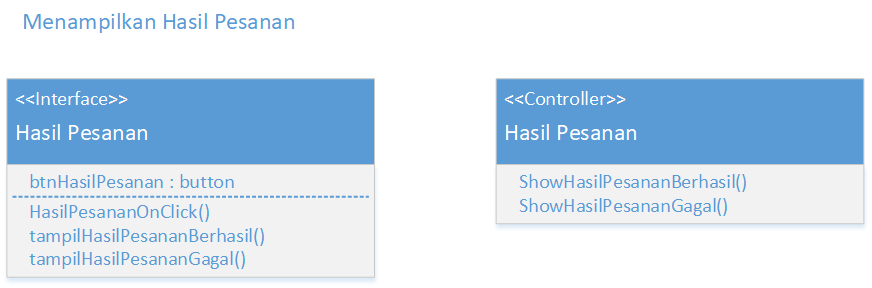 Menampilkan Hasil Pesanan
<<Interface>>
Hasil Pesanan
btnHasilPesanan : button
HasilPesananOnClick()
tampilHasilPesananBerhasil()
tampilHasilPesananGagal()
<<Controller>>
Hasil Pesanan
ShowHasilPesananBerhasil()
ShowHasilPesananGagal()